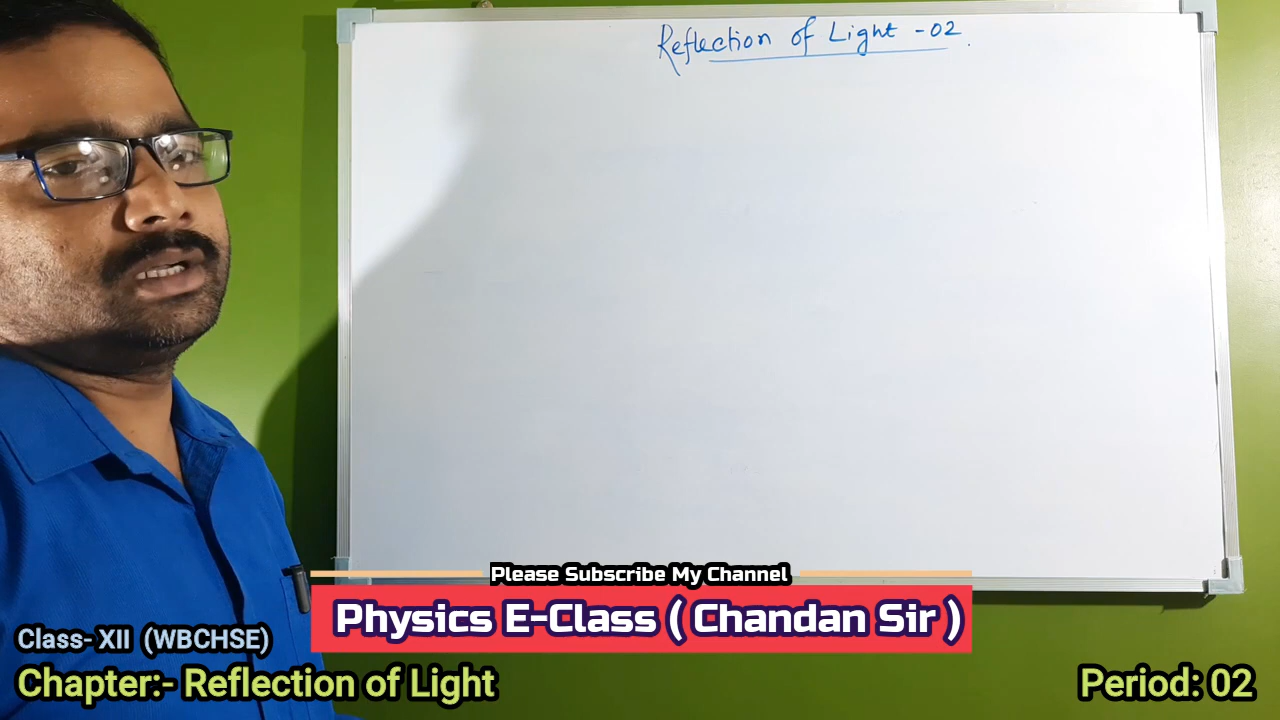 Reflection of Light - 02.
Please Subscribe My Channel
Physics E-Class ( Chandan Sir )
Class- XII (WBCHSE)
Chapter:- Reflection of Light
Period: 02